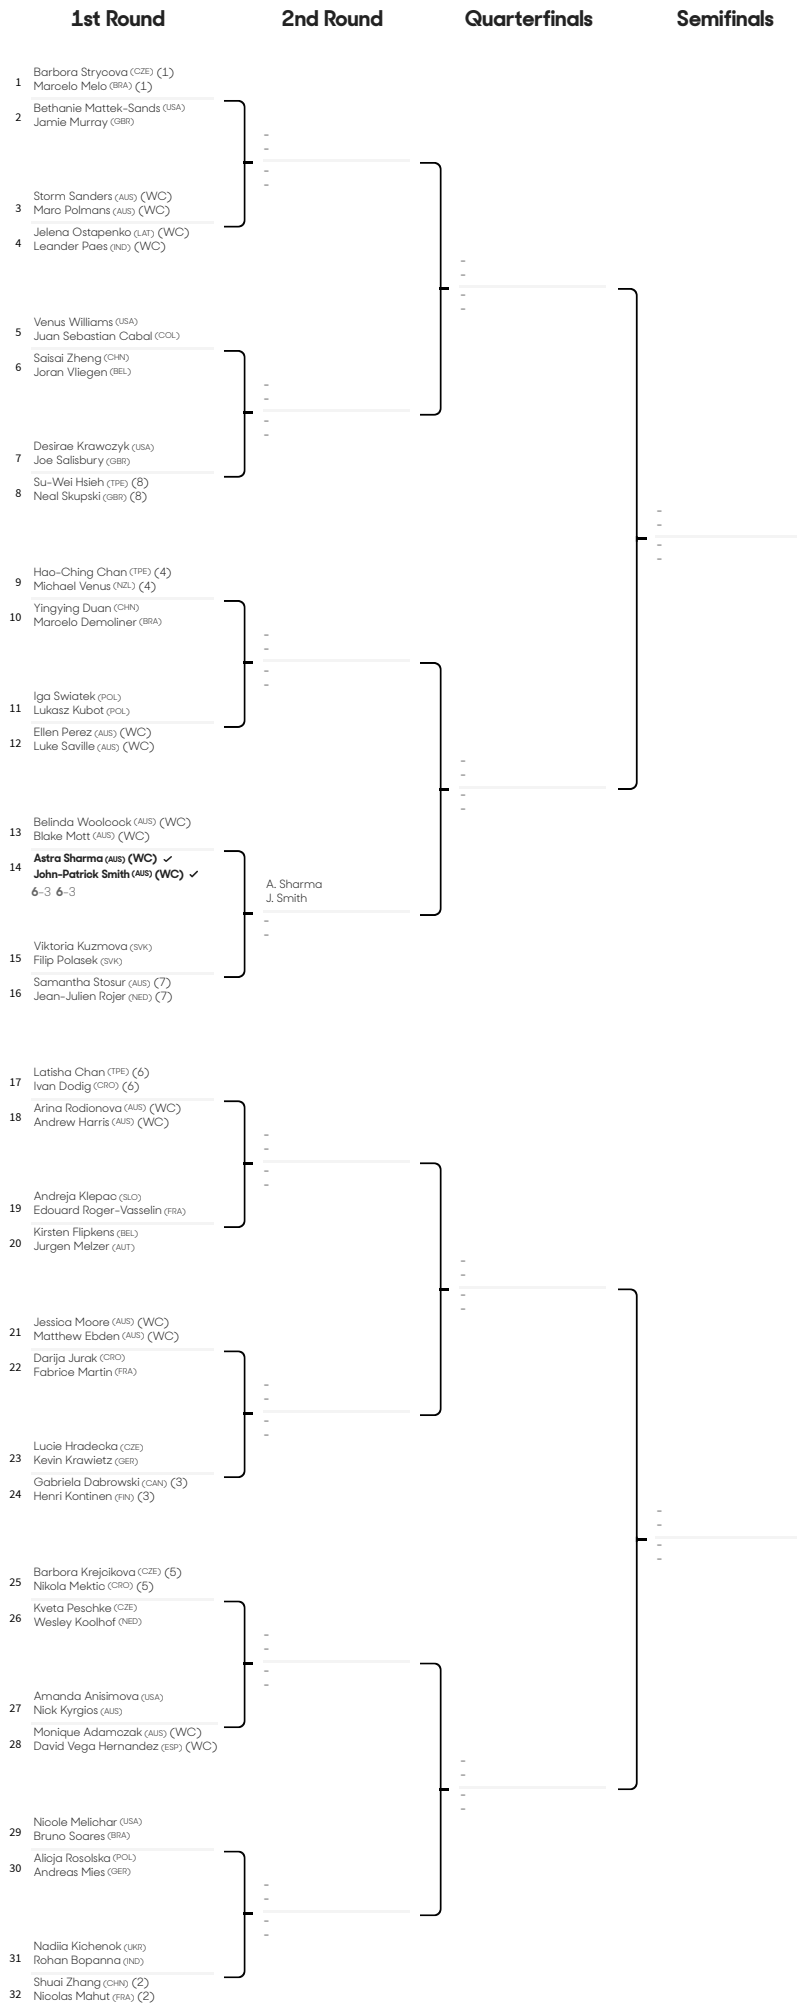 1st Round 2nd Round Quarterfinals Semifinals
Barbora Strycova (CZE) (1)
1 Marcelo Melo (BRA) (1)
Bethanie Mattek-Sands (USA)
2 Jamie Murray (GBR)
-
-
-
-
Storm Sanders (AUS) (WC)
3 Marc Polmans (AUS) (WC)
Jelena Ostapenko (LAT) (WC)
4 Leander Paes (IND) (WC)
-
-
-
-
Venus Williams (USA)
5 Juan Sebastian Cabal (COL)
Saisai Zheng (CHN)
6 Joran Vliegen (BEL)
-
-
-
-
Desirae Krawczyk (USA)
7 Joe Salisbury (GBR)
Su-Wei Hsieh (TPE) (8)
8 Neal Skupski (GBR) (8)
-
-
-
-
Hao-Ching Chan (TPE) (4)
9 Michael Venus (NZL) (4)
Yingying Duan (CHN)
10 Marcelo Demoliner (BRA)
-
-
-
-
Iga Swiatek (POL)
11 Lukasz Kubot (POL)
Ellen Perez (AUS) (WC)
12 Luke Saville (AUS) (WC)
-
-
-
-
Belinda Woolcock (AUS) (WC)
13 Blake Mott (AUS) (WC)
Astra Sharma (AUS) (WC) ✓
14 John-Patrick Smith (AUS) (WC) ✓
6-3 6-3
A. Sharma
J. Smith
-
-
Viktoria Kuzmova (SVK)
15 Filip Polasek (SVK)
Samantha Stosur (AUS) (7)
16 Jean-Julien Rojer (NED) (7)
Latisha Chan (TPE) (6)
17 Ivan Dodig (CRO) (6)
Arina Rodionova (AUS) (WC)
18 Andrew Harris (AUS) (WC)
-
-
-
-
Andreja Klepac (SLO)
19 Edouard Roger-Vasselin (FRA)
Kirsten Flipkens (BEL)
20 Jurgen Melzer (AUT)
-
-
-
-
Jessica Moore (AUS) (WC)
21 Matthew Ebden (AUS) (WC)
Darija Jurak (CRO)
22 Fabrice Martin (FRA)
-
-
-
-
Lucie Hradecka (CZE)
23 Kevin Krawietz (GER)
Gabriela Dabrowski (CAN) (3)
24 Henri Kontinen (FIN) (3)
-
-
-
-
Barbora Krejcikova (CZE) (5)
25 Nikola Mektic (CRO) (5)
Kveta Peschke (CZE)
26 Wesley Koolhof (NED)
-
-
-
-
Amanda Anisimova (USA)
27 Nick Kyrgios (AUS)
Monique Adamczak (AUS) (WC)
28 David Vega Hernandez (ESP) (WC)
-
-
-
-
Nicole Melichar (USA)
29 Bruno Soares (BRA)
Alicja Rosolska (POL)
30 Andreas Mies (GER)
-
-
-
-
Nadiia Kichenok (UKR)
31 Rohan Bopanna (IND)
Shuai Zhang (CHN) (2)
32 Nicolas Mahut (FRA) (2)